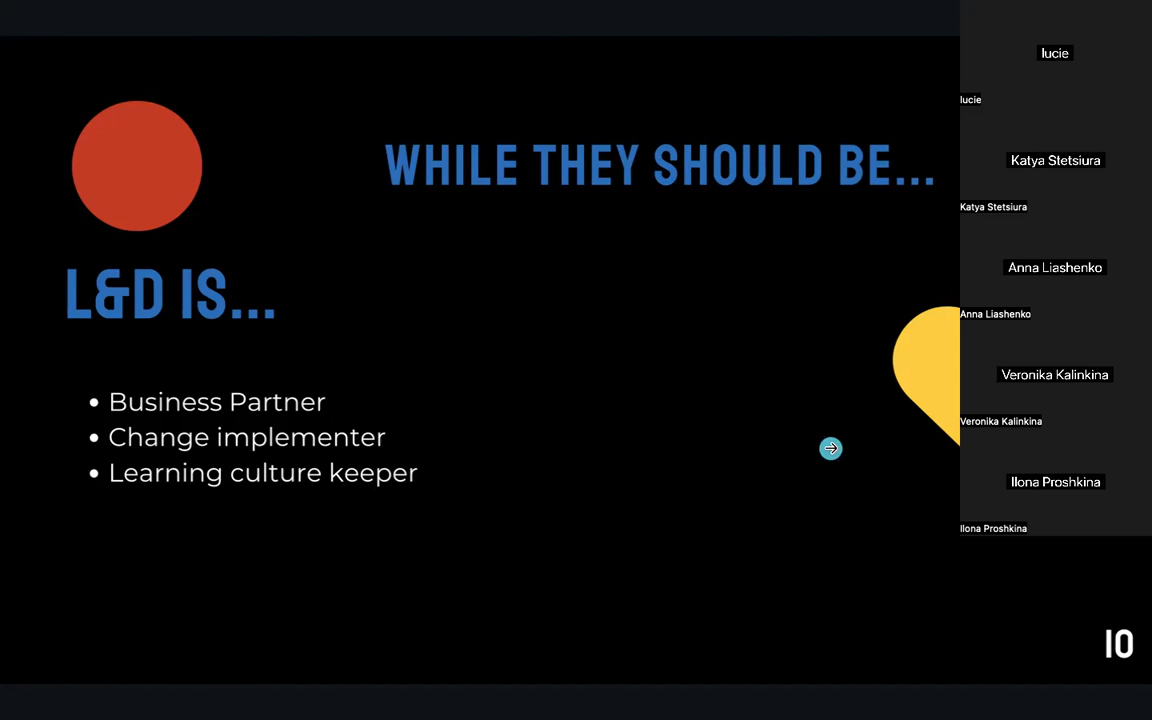 WHILE THEY SHOULD BE...
L&D IS...
• Business Partner
• Change implementer
• Learning culture keeper
lucie
lucie
Katya Stetsiura
Katya Stetsiura
Anna Liashenko
Anna Liashenko
Veronika Kalinkina
Veronika Kalinkina
Ilona Proshkina
Ilona Proshkina
10